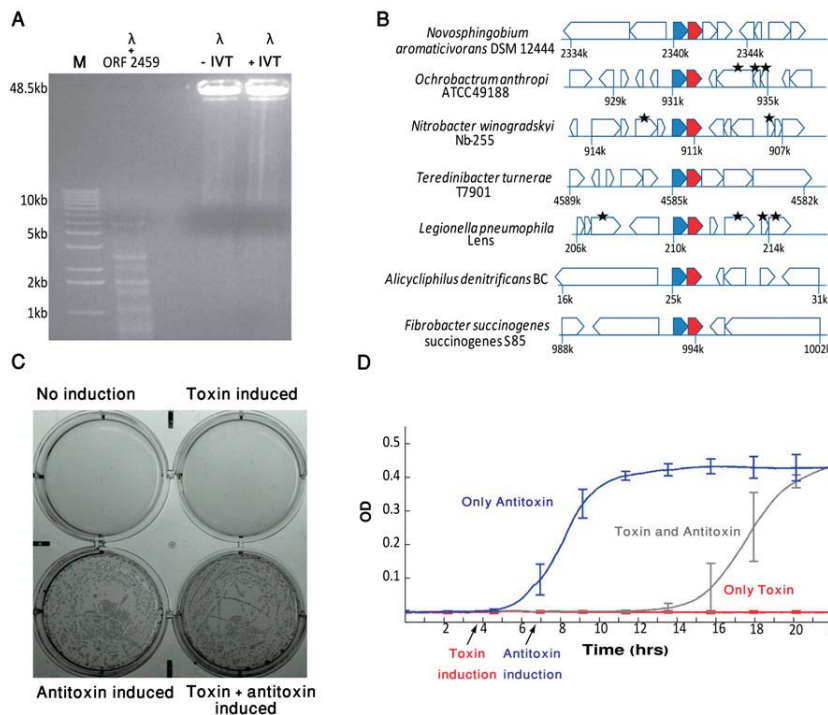 A
λ
+
ORF 2459
λ
- IVT
λ
+ IVT
M
48.5kb
10kb
5kb
2kb
1kb
B
Novosphingobium
aromaticivorans DSM 12444
2334k 2340k 2344k
Ochrobactrum anthropi
ATCC49188
929k 931k 935k
Nitrobacter winogradskyi
Nb-255
914k 911k 907k
Teredinibacter turnerae
T7901
4589k 4585k 4582k
Legionella pneumophila
Lens
206k 210k 214k
Alicycliphilus denitrificans BC
16k 25k 31k
Fibrobacter succinogenes
succinogenes S85
988k 994k 1002k
C
No induction Toxin induced
Antitoxin induced Toxin + antitoxin
induced
D
OD
0.5
0.4
0.3
0.2
0.1
Only Antitoxin
Toxin and Antitoxin
Only Toxin
2 4 6 8 10 12 14 16 18 20
Time (hrs)
Toxin
induction
Antitoxin
induction